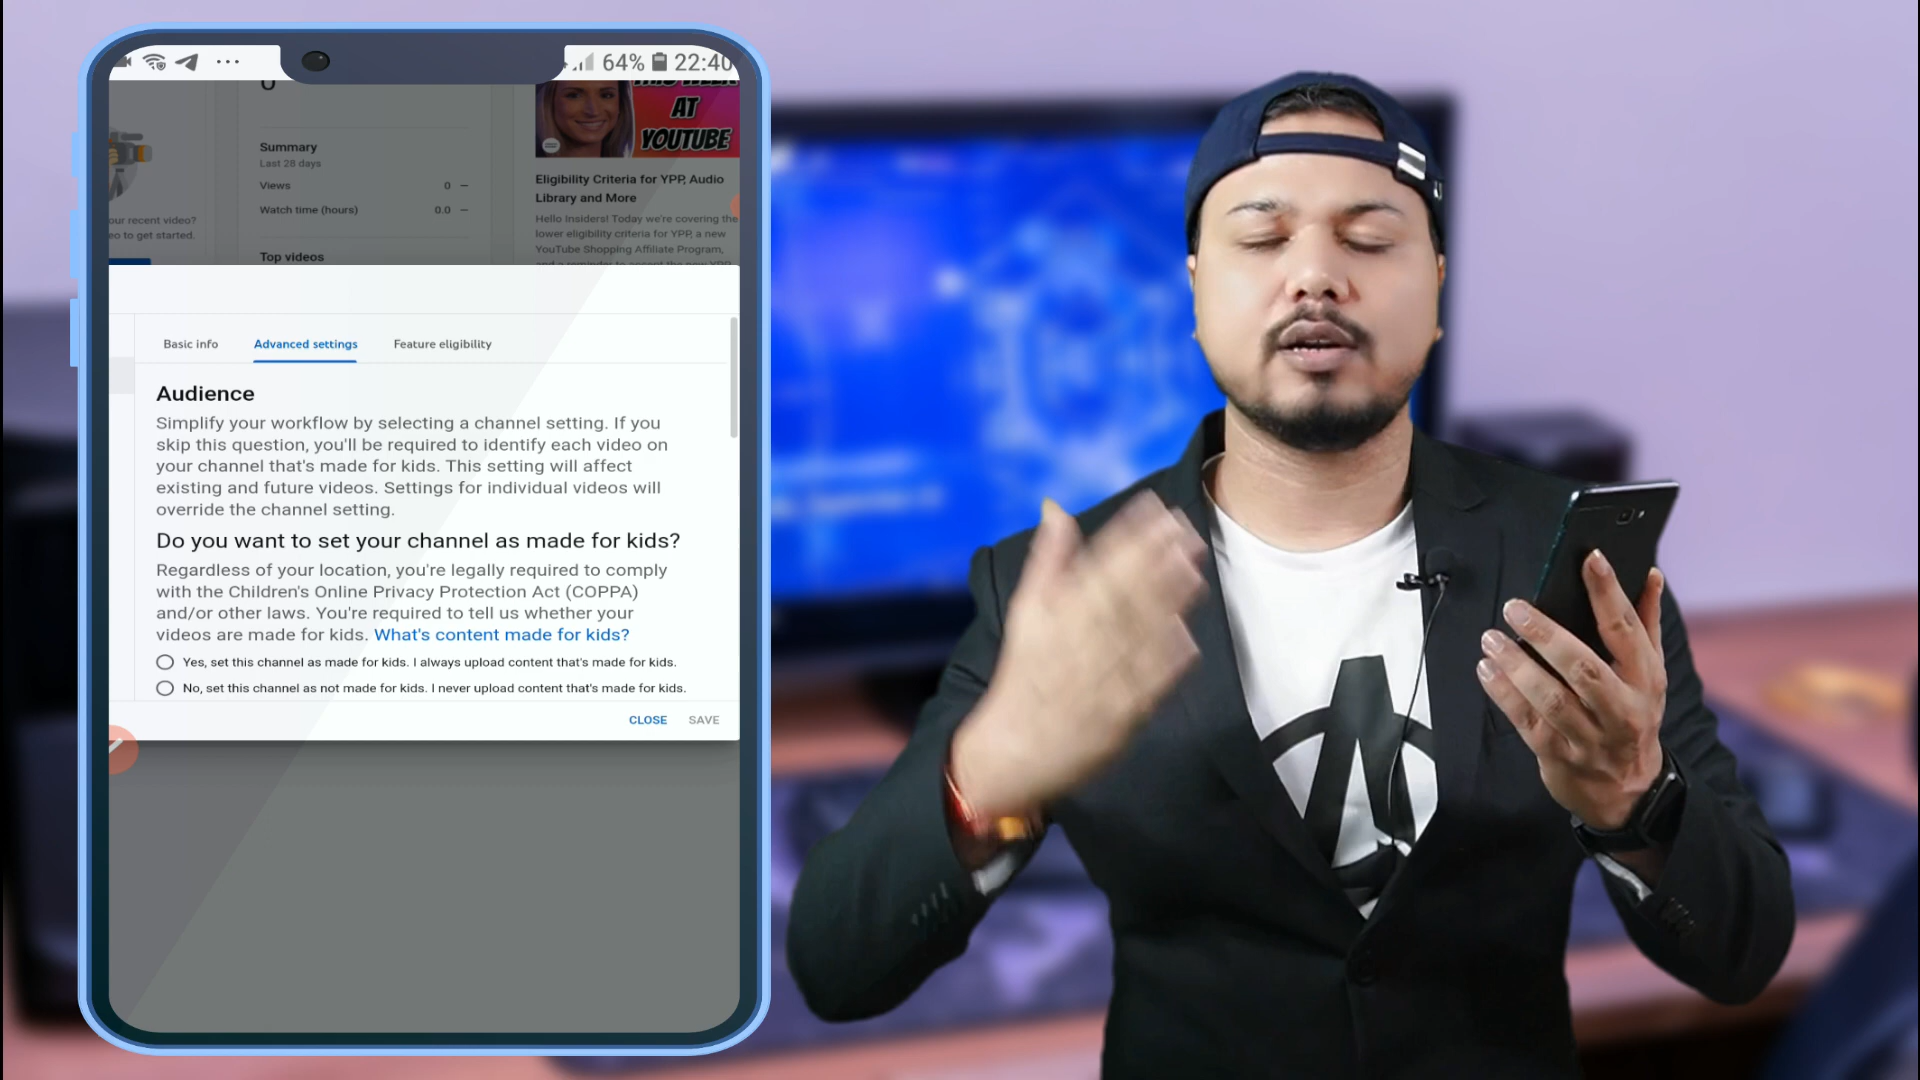 64% 22:40
Summary
Last 28 days
Views 0 –
Watch time (hours) 0.0 –
Top videos
our recent video?
eo to get started.
AT
YOUTUBE
Eligibility Criteria for YPP, Audio
Library and More
Hello Insiders! Today we're covering the
lower eligibility criteria for YPP, a new
YouTube Shopping Affiliate Program,
Basic info
Advanced settings
Feature eligibility
Audience
Simplify your workflow by selecting a channel setting. If you
skip this question, you'll be required to identify each video on
your channel that's made for kids. This setting will affect
existing and future videos. Settings for individual videos will
override the channel setting.
Do you want to set your channel as made for kids?
Regardless of your location, you're legally required to comply
with the Children's Online Privacy Protection Act (COPPA)
and/or other laws. You're required to tell us whether your
videos are made for kids. What's content made for kids?
Yes, set this channel as made for kids. I always upload content that's made for kids.
No, set this channel as not made for kids. I never upload content that's made for kids.
CLOSE SAVE